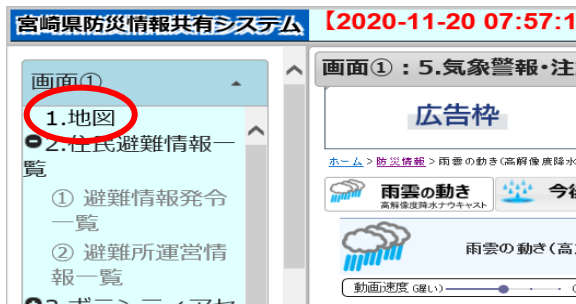 宮崎県防災情報共有システム
【2020-11-20 07:57:1
画面①
1.地図
2.住民避難情報一
覧
① 避難情報発令
一覧
② 避難所運営情
報一覧
画面①：5.気象警報・注
広告枠
ホーム > 防災情報 > 雨雲の動き(高解像度降水
雨雲の動き
高解像度降水ナウキャスト
今後
雨雲の動き(高
動画速度 (遅い)